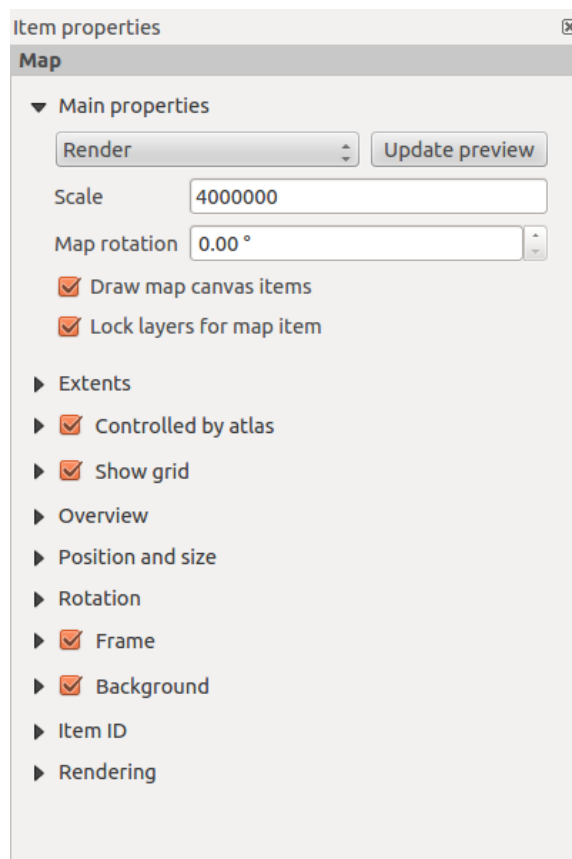 Item properties
Map
Main properties
Render Update preview
Scale 4000000
Map rotation 0.00 °
Draw map canvas items
Lock layers for map item
Extents
Controlled by atlas
Show grid
Overview
Position and size
Rotation
Frame
Background
Item ID
Rendering